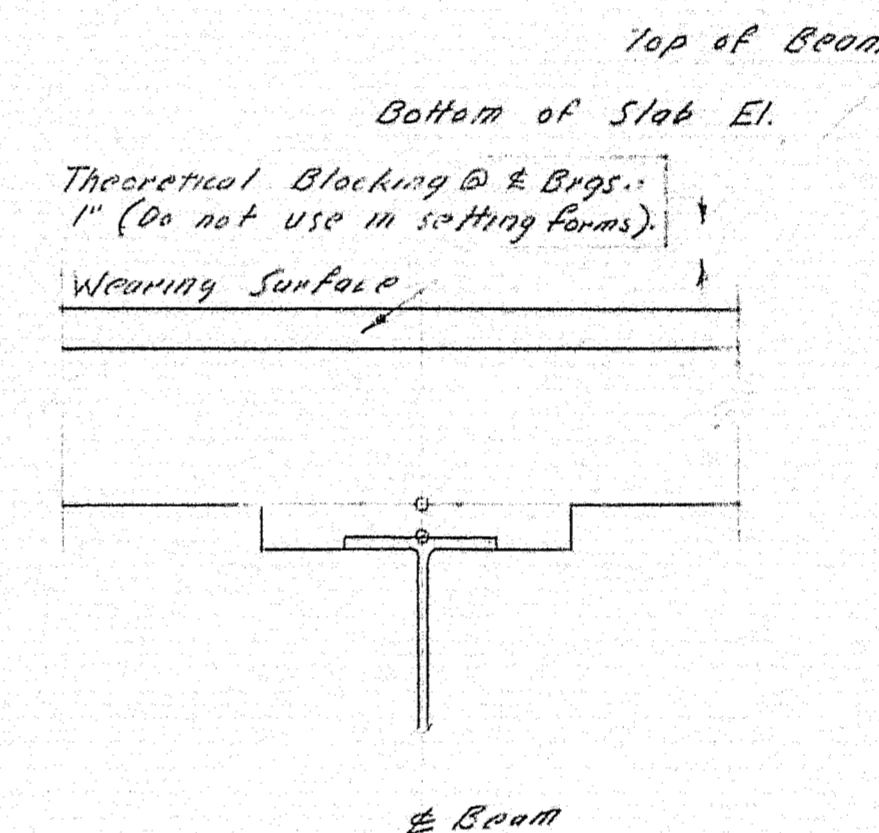 Top of Beam
Bottom of Slab El.
Theoretical Blocking @ ℄ Brgs.
1" (Do not use in setting forms).
Wearing Surface
℄ Beam